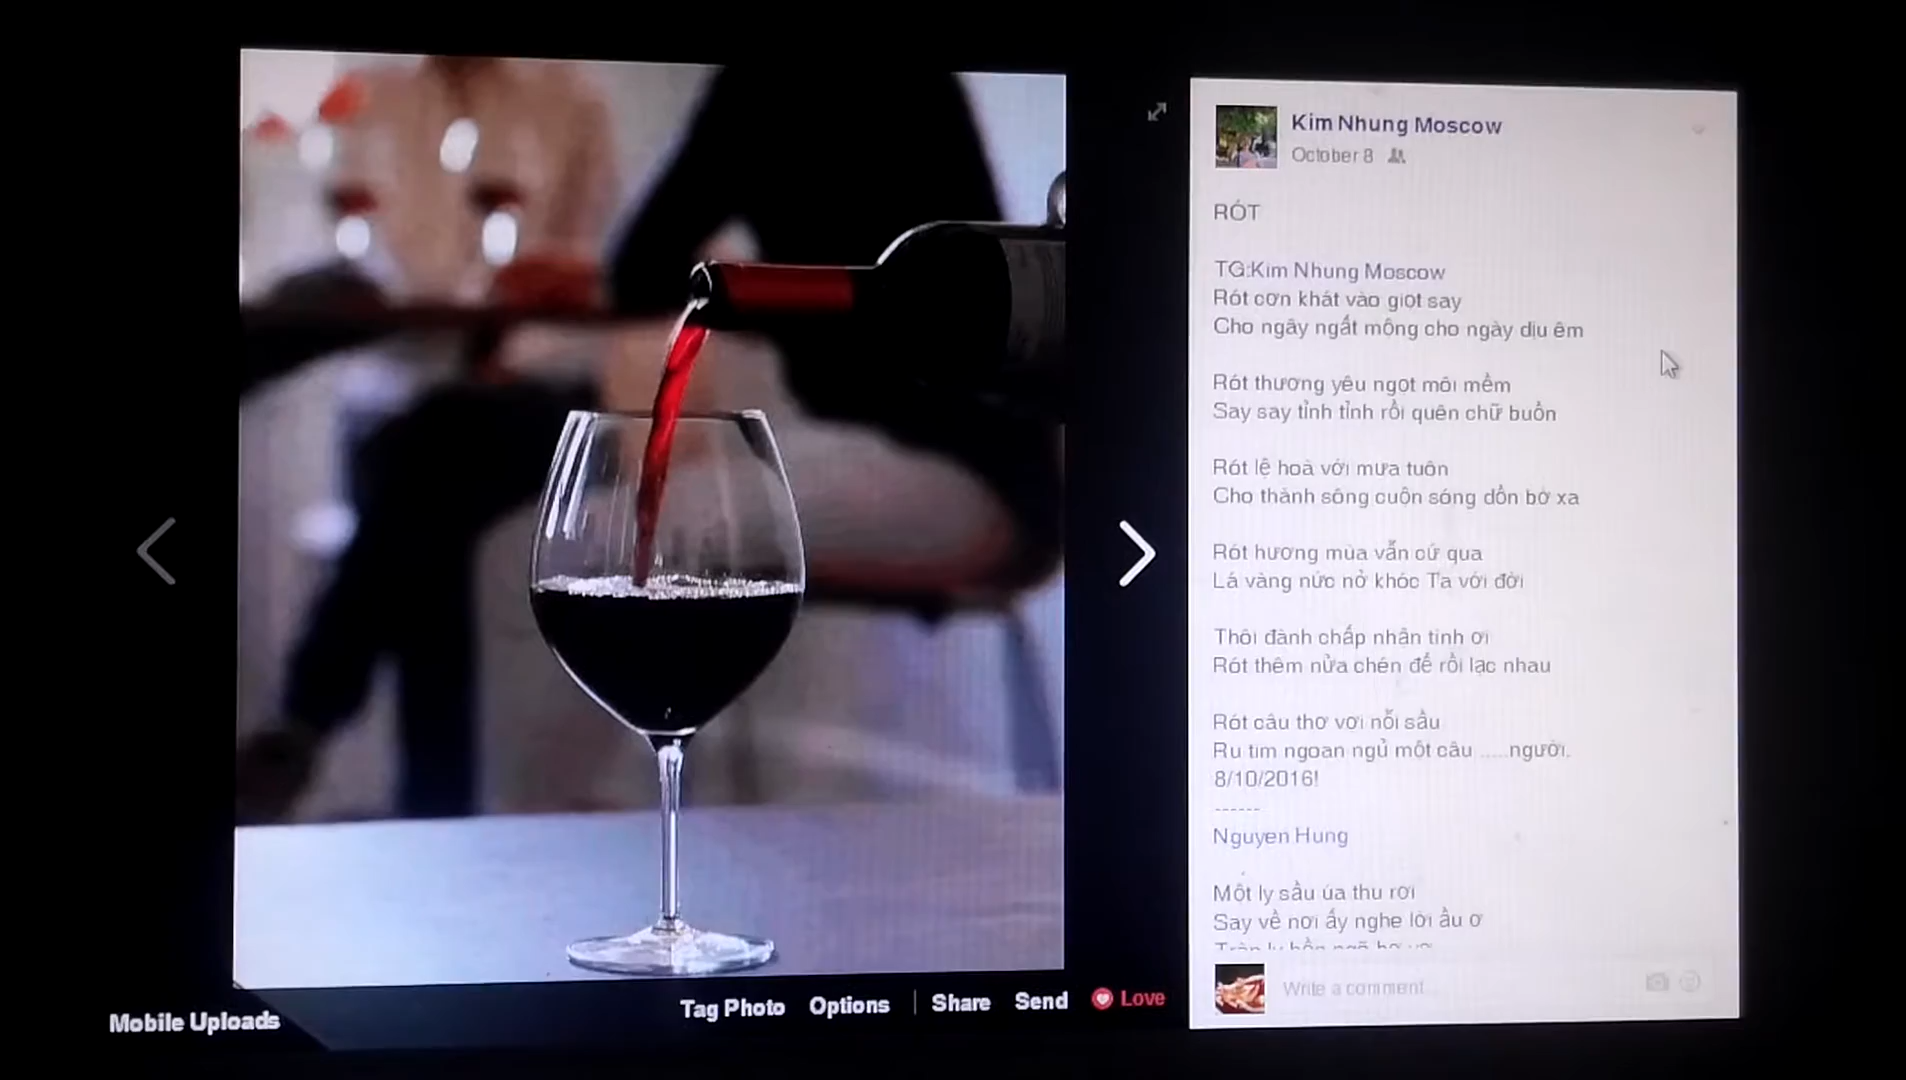 Kim Nhung Moscow
October 8
RÓT
TG:Kim Nhung Moscow
Rót cơn khát vào giọt say
Cho ngây ngất mộng cho ngày dịu êm
Rót thương yêu ngọt môi mềm
Say say tỉnh tỉnh rồi quên chữ buồn
Rót lệ hoà với mưa tuôn
Cho thành sông cuộn sóng dồn bờ xa
Rót hương mùa vẫn cứ qua
Lá vàng nức nở khóc Ta với đời
Thôi đành chấp nhận tình ơi
Rót thêm nửa chén để rồi lạc nhau
Rót câu thơ vơi nỗi sầu
Ru tim ngoan ngủ một câu .....người.
8/10/2016!
------
Nguyen Hung
Một ly sầu úa thu rơi
Say về nơi ấy nghe lời ầu ơ
Write a comment...
Tag Photo Options Share Send Love
Mobile Uploads